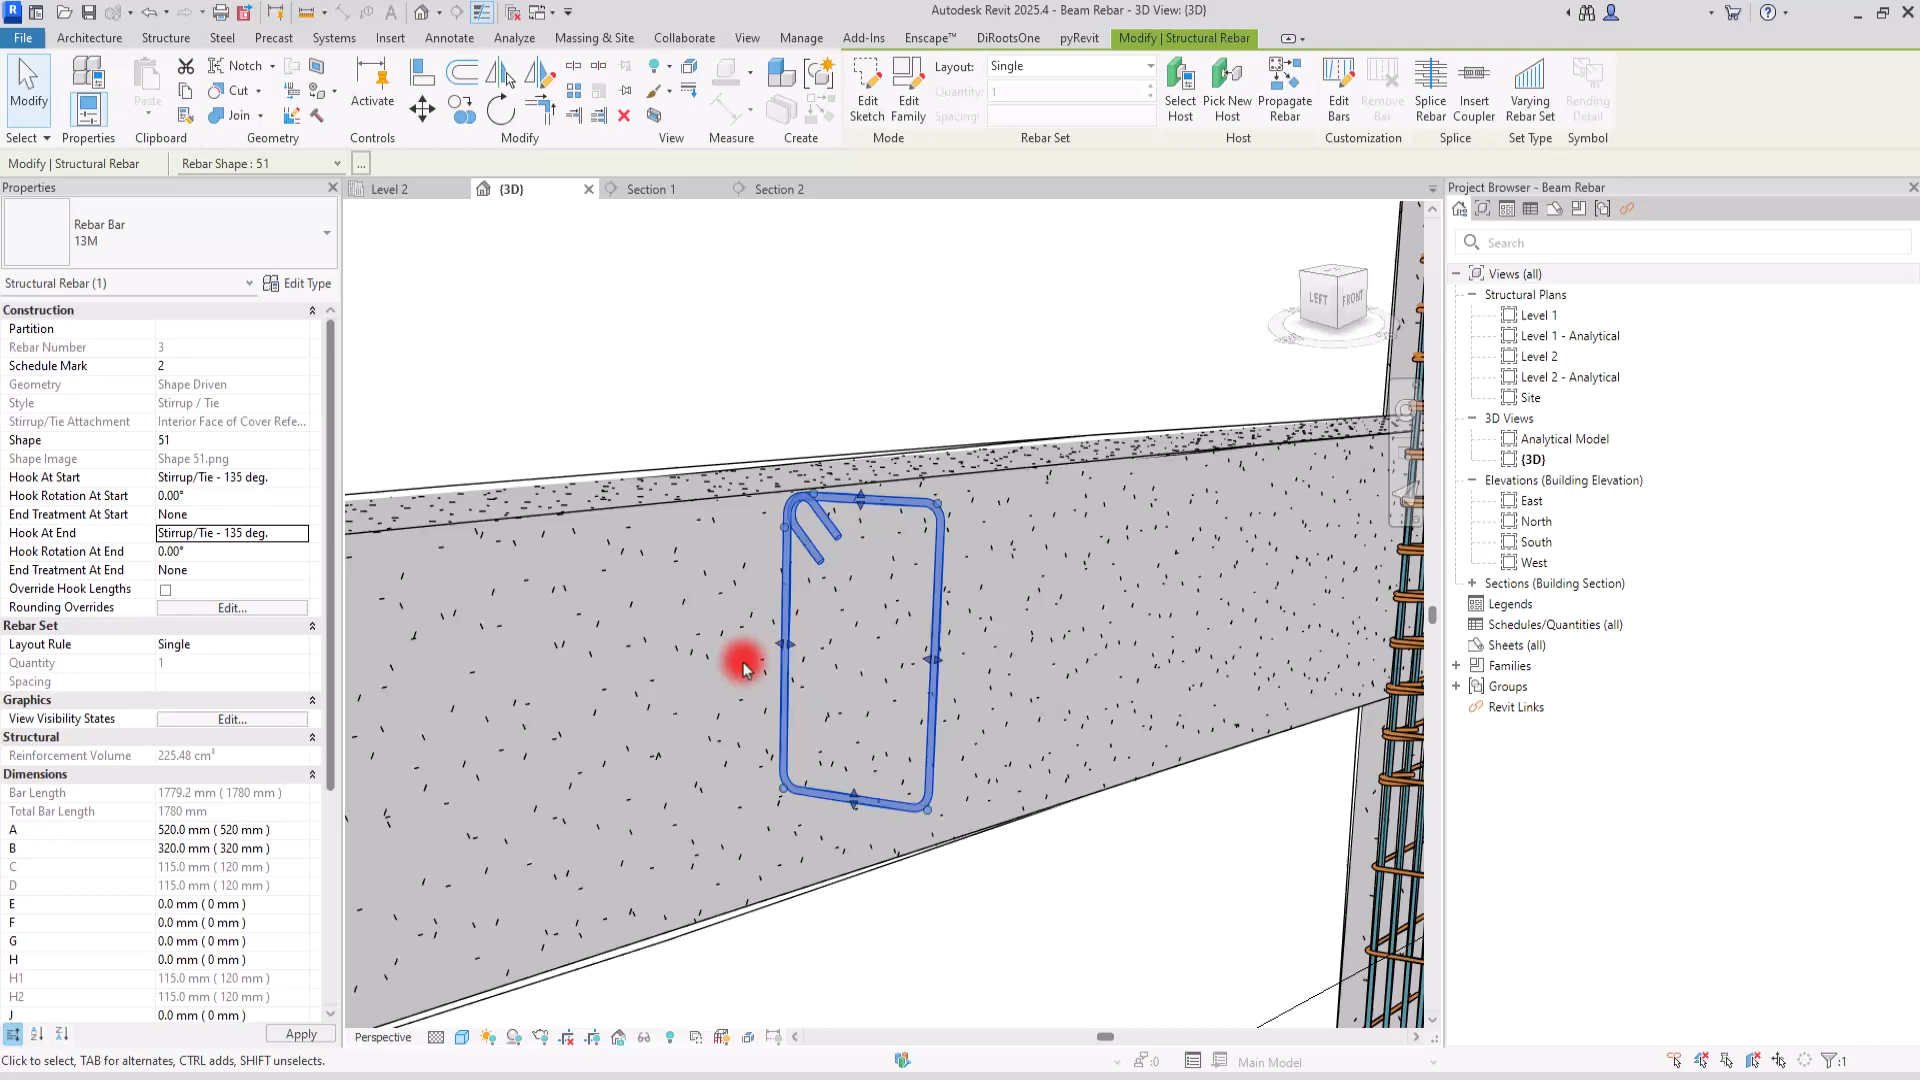 Autodesk Revit 2025.4 - Beam Rebar - 3D View: {3D}
File Architecture Structure Steel Precast Systems Insert Annotate Analyze Massing & Site Collaborate View Manage Add-Ins Enscape™ DiRootsOne pyRevit Modify | Structural Rebar
Modify
Select
Properties
Paste
Clipboard
Notch
Cut
Join
Geometry
Activate
Controls
Modify
View
Measure
Create
Edit Sketch
Edit Family
Mode
Layout: Single
Quantity: 1
Spacing:
Rebar Set
Select Host
Pick New Host
Propagate Rebar
Host
Edit Bars
Remove Bar
Customization
Splice Rebar
Insert Coupler
Splice
Varying Rebar Set
Set Type
Bending Detail
Symbol
Modify | Structural Rebar
Rebar Shape : 51
...
Properties
Rebar Bar
13M
Structural Rebar (1)
Edit Type
Construction
Partition
Rebar Number 3
Schedule Mark 2
Geometry Shape Driven
Style Stirrup / Tie
Stirrup/Tie Attachment Interior Face of Cover Refe...
Shape 51
Shape Image Shape 51.png
Hook At Start Stirrup/Tie - 135 deg.
Hook Rotation At Start 0.00°
End Treatment At Start None
Hook At End Stirrup/Tie - 135 deg.
Hook Rotation At End 0.00°
End Treatment At End None
Override Hook Lengths
Rounding Overrides Edit...
Rebar Set
Layout Rule Single
Quantity 1
Spacing
Graphics
View Visibility States Edit...
Structural
Reinforcement Volume 225.48 cm³
Dimensions
Bar Length 1779.2 mm ( 1780 mm )
Total Bar Length 1780 mm
A 520.0 mm ( 520 mm )
B 320.0 mm ( 320 mm )
C 115.0 mm ( 120 mm )
D 115.0 mm ( 120 mm )
E 0.0 mm ( 0 mm )
F 0.0 mm ( 0 mm )
G 0.0 mm ( 0 mm )
H 0.0 mm ( 0 mm )
H1 115.0 mm ( 120 mm )
H2 115.0 mm ( 120 mm )
J 0.0 mm ( 0 mm )
Apply
Level 2
{3D}
Section 1
Section 2
LEFT
FRONT
Perspective
Project Browser - Beam Rebar
Search
Views (all)
Structural Plans
Level 1
Level 1 - Analytical
Level 2
Level 2 - Analytical
Site
3D Views
Analytical Model
{3D}
Elevations (Building Elevation)
East
North
South
West
Sections (Building Section)
Legends
Schedules/Quantities (all)
Sheets (all)
Families
Groups
Revit Links
Click to select, TAB for alternates, CTRL adds, SHIFT unselects.
:0
Main Model
:1